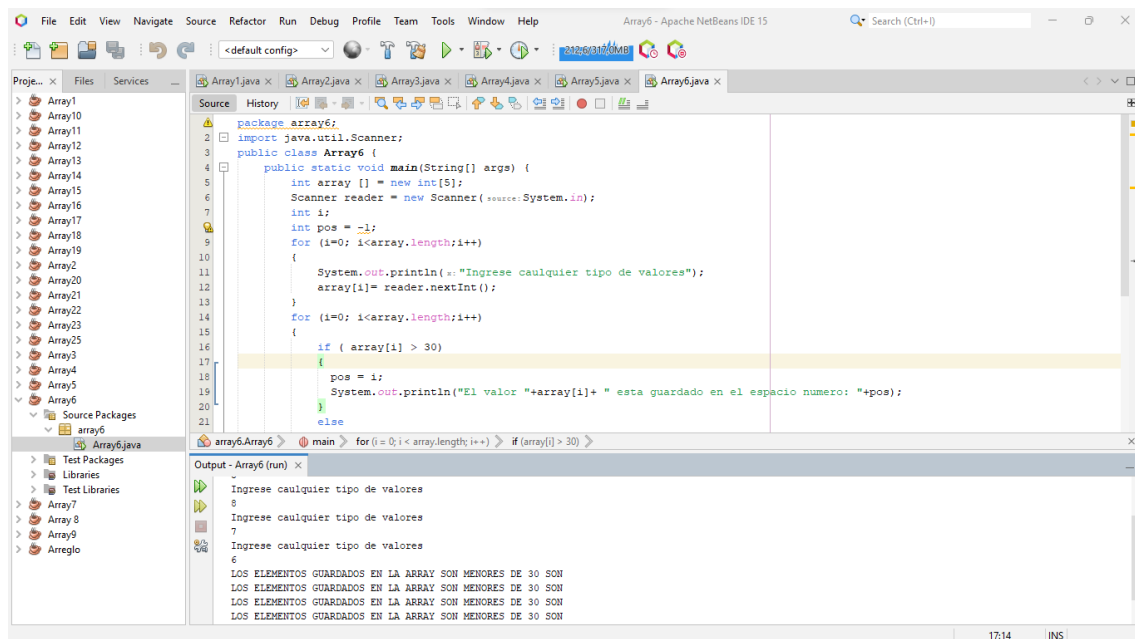 File Edit View Navigate Source Refactor Run Debug Profile Team Tools Window Help Array6 - Apache NetBeans IDE 15 Search (Ctrl+I)
<default config> 212,6/317,0MB
Proje... Files Services
Array1.java Array2.java Array3.java Array4.java Array5.java Array6.java
Source History
Array1
Array10
Array11
Array12
Array13
Array14
Array15
Array16
Array17
Array18
Array19
Array2
Array20
Array21
Array22
Array23
Array25
Array3
Array4
Array5
Array6
Source Packages
array6
Array6.java
Test Packages
Libraries
Test Libraries
Array7
Array 8
Array9
Arreglo
package array6;
2 import java.util.Scanner;
3 public class Array6 {
4 public static void main(String[] args) {
5 int array [] = new int[5];
6 Scanner reader = new Scanner( source: System.in);
7 int i;
int pos = -1;
9 for (i=0; i<array.length;i++)
10 {
11 System.out.println( x: "Ingrese caulquier tipo de valores");
12 array[i]= reader.nextInt();
13 }
14 for (i=0; i<array.length;i++)
15 {
16 if ( array[i] > 30)
17 {
18 pos = i;
19 System.out.println("El valor "+array[i]+ " esta guardado en el espacio numero: "+pos);
20 }
21 else
array6.Array6 main for (i = 0; i < array.length; i++) if (array[i] > 30)
Output - Array6 (run)
Ingrese caulquier tipo de valores
8
Ingrese caulquier tipo de valores
7
Ingrese caulquier tipo de valores
6
LOS ELEMENTOS GUARDADOS EN LA ARRAY SON MENORES DE 30 SON
LOS ELEMENTOS GUARDADOS EN LA ARRAY SON MENORES DE 30 SON
LOS ELEMENTOS GUARDADOS EN LA ARRAY SON MENORES DE 30 SON
LOS ELEMENTOS GUARDADOS EN LA ARRAY SON MENORES DE 30 SON
17:14 INS